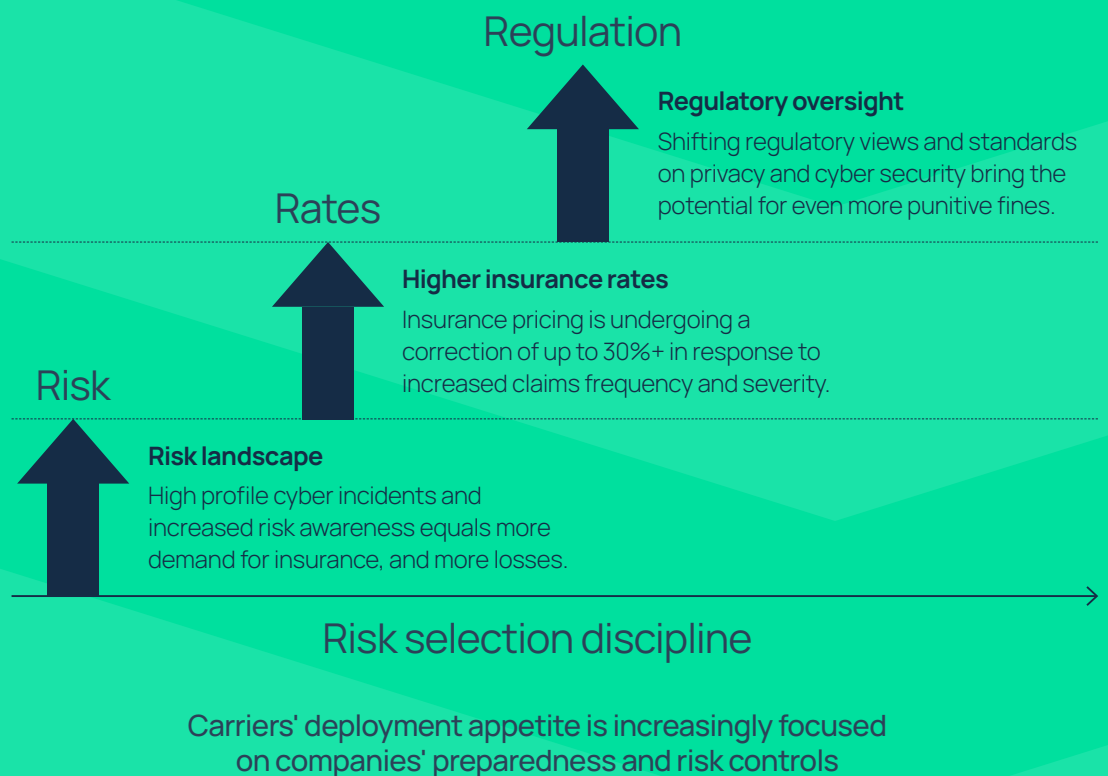 Regulation
Regulatory oversight
Shifting regulatory views and standards
on privacy and cyber security bring the
potential for even more punitive fines.
Rates
Higher insurance rates
Insurance pricing is undergoing a
correction of up to 30%+ in response to
increased claims frequency and severity.
Risk
Risk landscape
High profile cyber incidents and
increased risk awareness equals more
demand for insurance, and more losses.
Risk selection discipline
Carriers' deployment appetite is increasingly focused
on companies' preparedness and risk controls